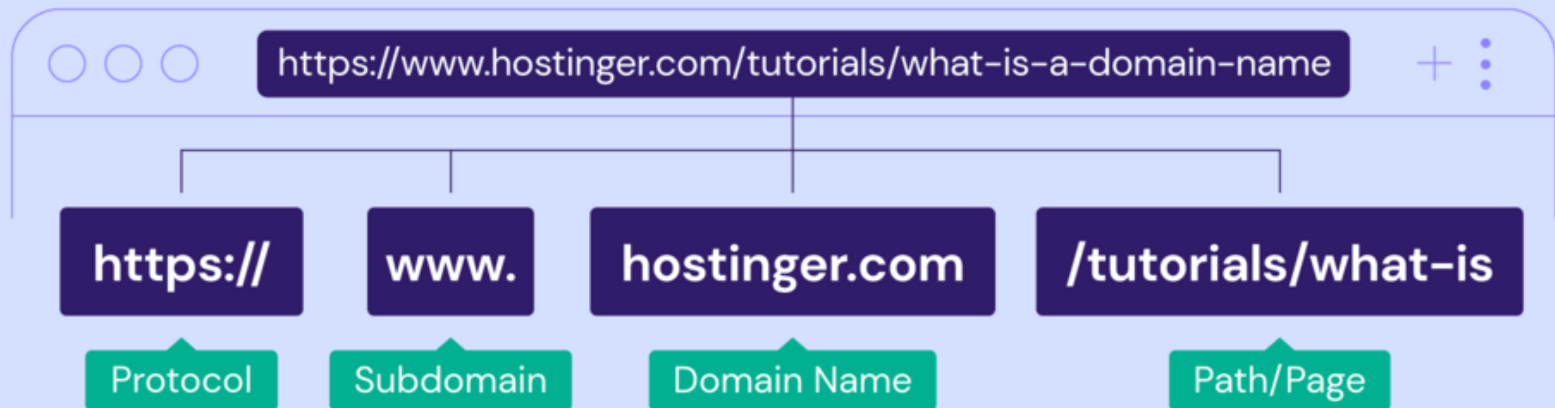 https://www.hostinger.com/tutorials/what-is-a-domain-name
https:// www. hostinger.com /tutorials/what-is
Protocol Subdomain Domain Name Path/Page